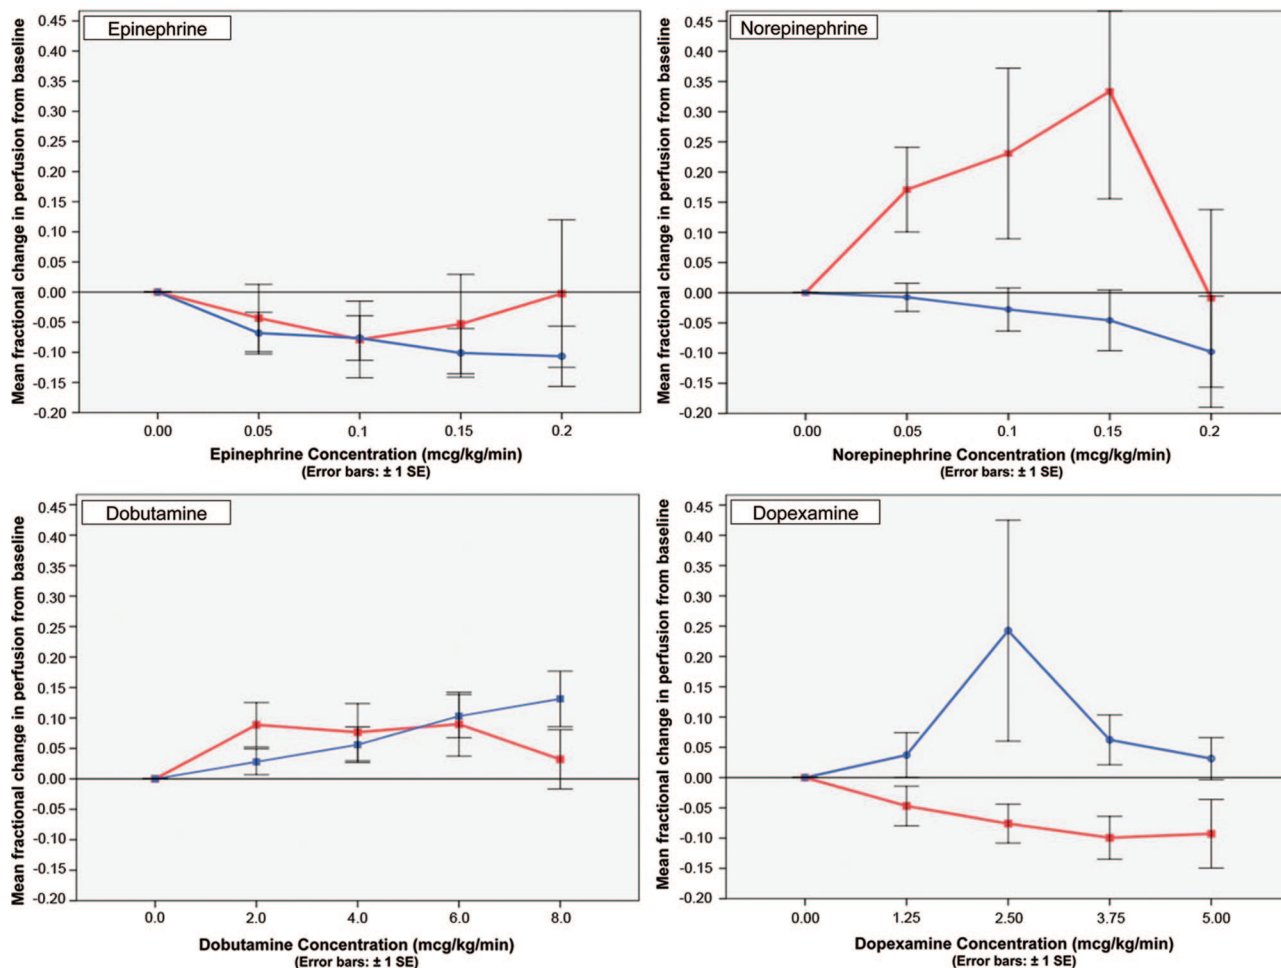 Epinephrine
Mean fractional change in perfusion from baseline
0.45
0.40
0.35
0.30
0.25
0.20
0.15
0.10
0.05
0.00
-0.05
-0.10
-0.15
-0.20
0.00 0.05 0.1 0.15 0.2
Epinephrine Concentration (mcg/kg/min)
(Error bars: ± 1 SE)
Norepinephrine
Mean fractional change in perfusion from baseline
0.45
0.40
0.35
0.30
0.25
0.20
0.15
0.10
0.05
0.00
-0.05
-0.10
-0.15
-0.20
0.00 0.05 0.1 0.15 0.2
Norepinephrine Concentration (mcg/kg/min)
(Error bars: ± 1 SE)
Dobutamine
Mean fractional change in perfusion from baseline
0.45
0.40
0.35
0.30
0.25
0.20
0.15
0.10
0.05
0.00
-0.05
-0.10
-0.15
-0.20
0.0 2.0 4.0 6.0 8.0
Dobutamine Concentration (mcg/kg/min)
(Error bars: ± 1 SE)
Dopexamine
Mean fractional change in perfusion from baseline
0.45
0.40
0.35
0.30
0.25
0.20
0.15
0.10
0.05
0.00
-0.05
-0.10
-0.15
-0.20
0.00 1.25 2.50 3.75 5.00
Dopexamine Concentration (mcg/kg/min)
(Error bars: ± 1 SE)